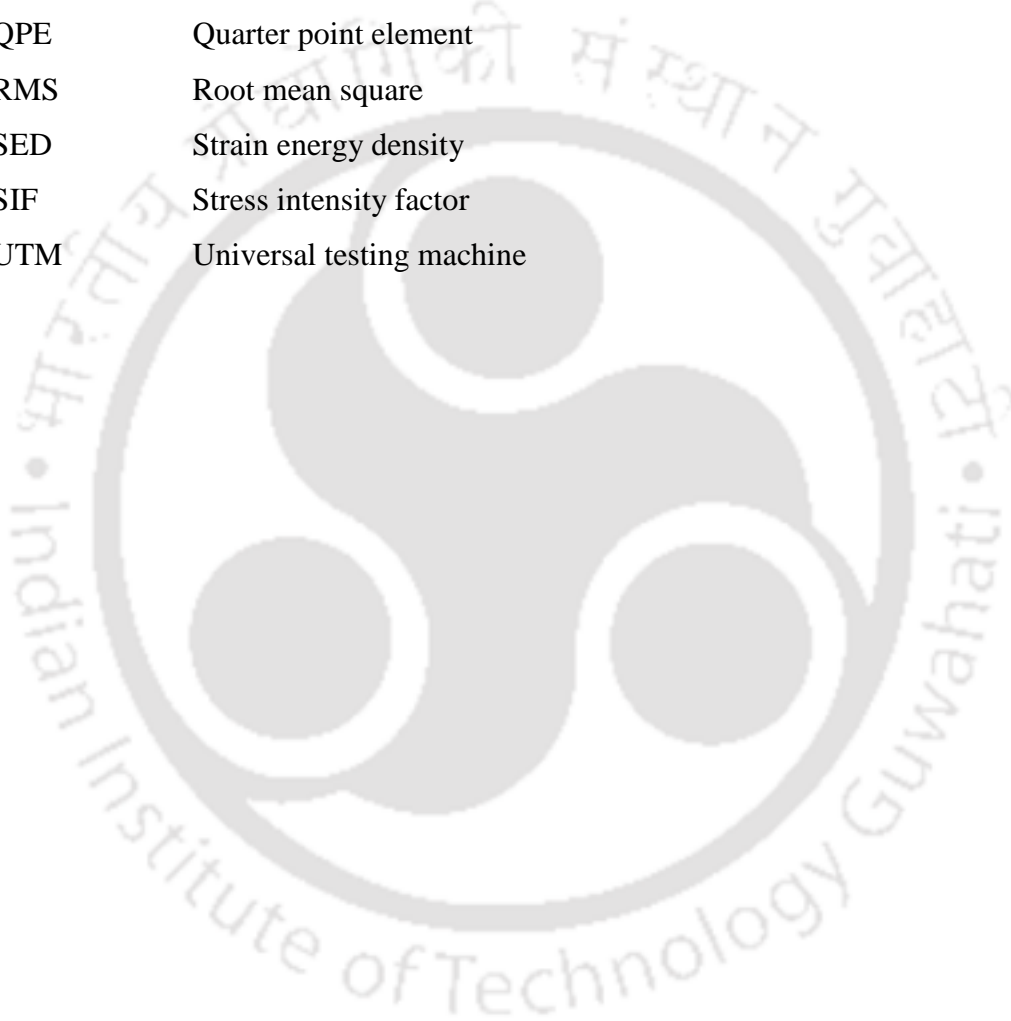 QPE Quarter point element
RMS Root mean square
SED Strain energy density
SIF Stress intensity factor
UTM Universal testing machine
भारतीय प्रौद्योगिकी संस्थान गुवाहाटी
Indian Institute of Technology Guwahati